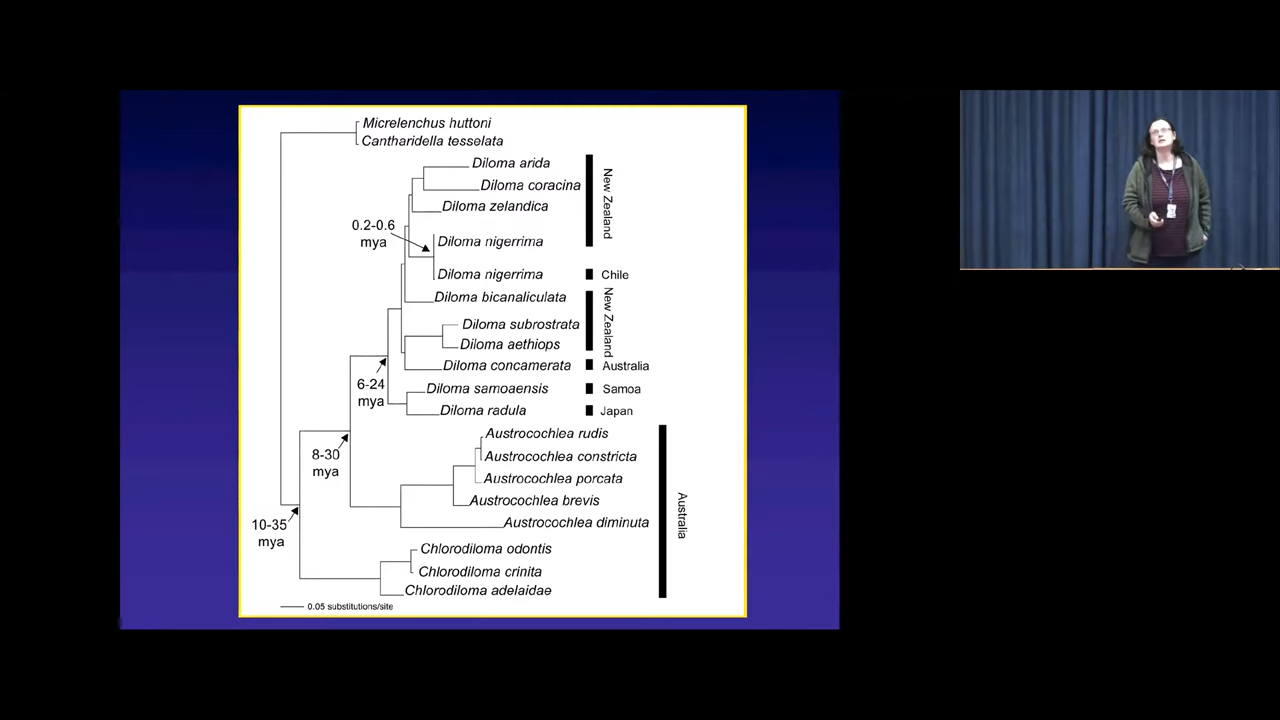 Micrelenchus huttoni
Cantharidella tesselata
Diloma arida
Diloma coracina
Diloma zelandica
New Zealand
0.2-0.6
mya
Diloma nigerrima
Diloma nigerrima
Chile
Diloma bicanaliculata
Diloma subrostrata
Diloma aethiops
New Zealand
Diloma concamerata
Australia
6-24
mya
Diloma samoaensis
Samoa
Diloma radula
Japan
Austrocochlea rudis
8-30
mya
Austrocochlea constricta
Austrocochlea porcata
Austrocochlea brevis
Austrocochlea diminuta
Australia
10-35
mya
Chlorodiloma odontis
Chlorodiloma crinita
Chlorodiloma adelaidae
0.05 substitutions/site